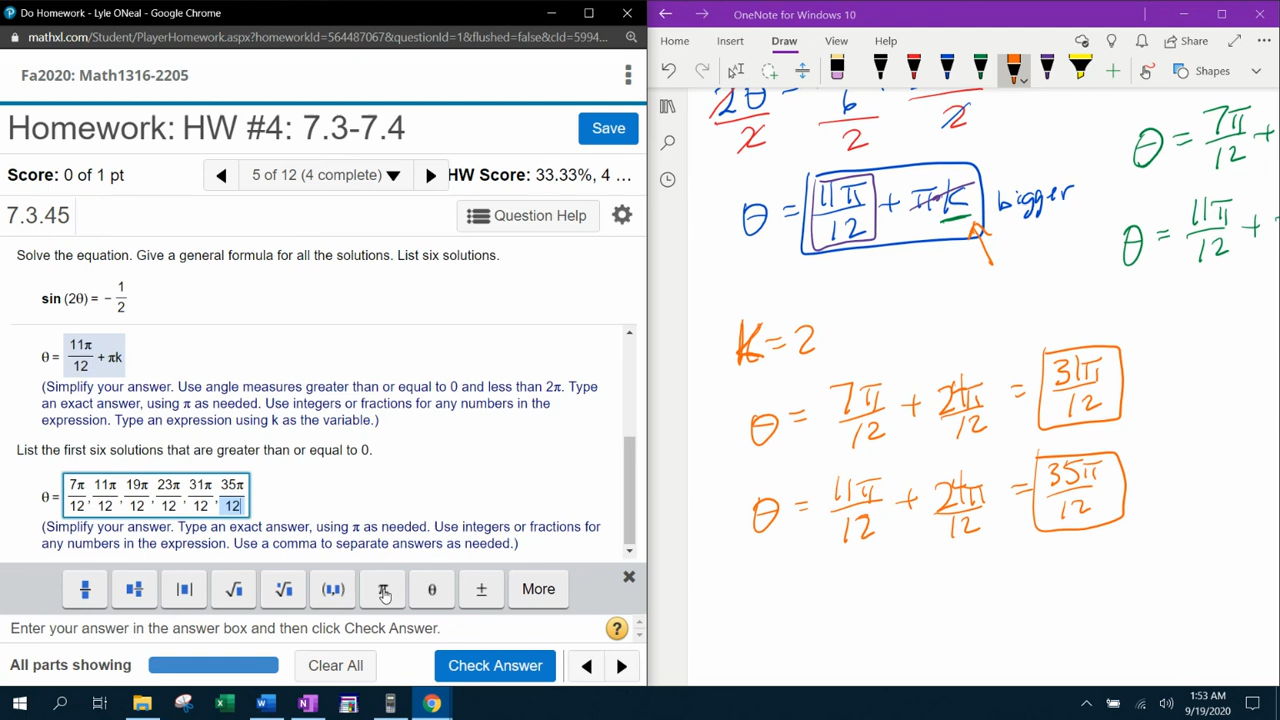 Do Homework - Lyle ONeal - Google Chrome
mathxl.com/Student/PlayerHomework.aspx?homeworkId=564487067&questionId=1&flushed=false&cId=5994...
Fa2020: Math1316-2205
Homework: HW #4: 7.3-7.4
Save
Score: 0 of 1 pt
5 of 12 (4 complete)
HW Score: 33.33%, 4 ...
7.3.45
Question Help
Solve the equation. Give a general formula for all the solutions. List six solutions.
sin (2θ) = - 1/2
θ = 11π/12 + πk
(Simplify your answer. Use angle measures greater than or equal to 0 and less than 2π. Type
an exact answer, using π as needed. Use integers or fractions for any numbers in the
expression. Type an expression using k as the variable.)
List the first six solutions that are greater than or equal to 0.
θ = 7π/12, 11π/12, 19π/12, 23π/12, 31π/12, 35π/12
(Simplify your answer. Type an exact answer, using π as needed. Use integers or fractions for
any numbers in the expression. Use a comma to separate answers as needed.)
π θ ± More
Enter your answer in the answer box and then click Check Answer.
?
All parts showing
Clear All
Check Answer
OneNote for Windows 10
Home Insert Draw View Help
Share
Shapes
2θ/2 = 6/2 2
θ = 11π/12 + πk bigger
θ = 7π/12 +
θ = 11π/12 +
K = 2
θ = 7π/12 + 24π/12 = 31π/12
θ = 11π/12 + 24π/12 = 35π/12
1:53 AM
9/19/2020